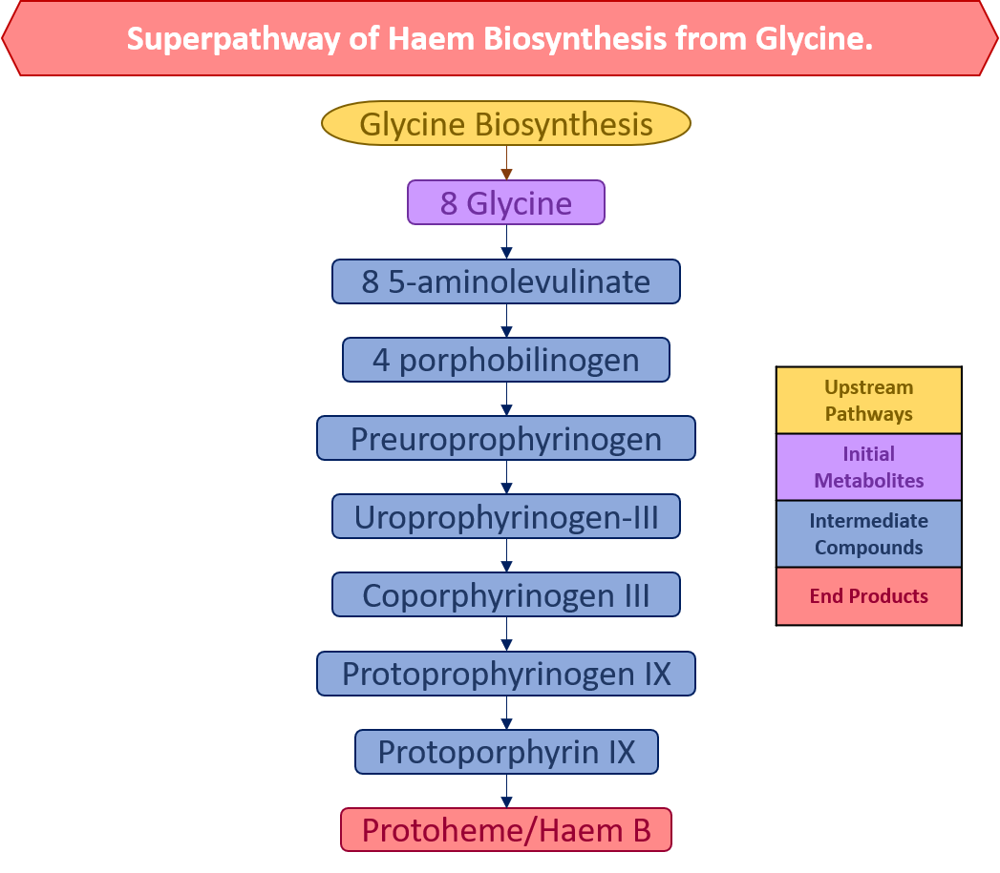 Superpathway of Haem Biosynthesis from Glycine.
Glycine Biosynthesis
8 Glycine
8 5-aminolevulinate
4 porphobilinogen
Preuroprophyrinogen
Uroprophyrinogen-III
Coporphyrinogen III
Protoprophyrinogen IX
Protoporphyrin IX
Protoheme/Haem B
Upstream
Pathways
Initial
Metabolites
Intermediate
Compounds
End Products